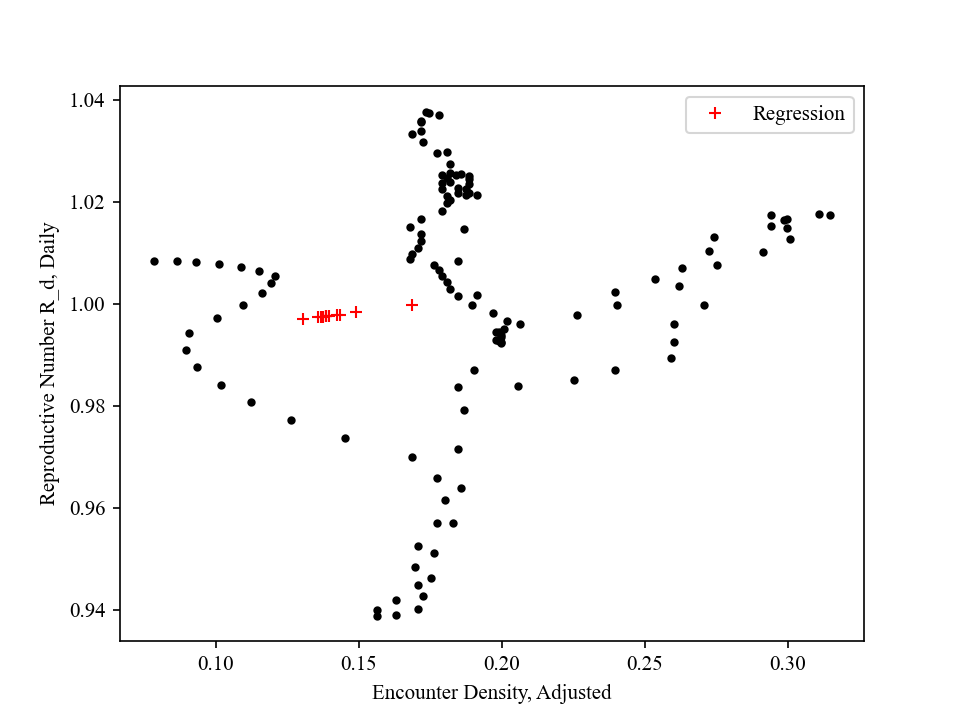 1.04
1.02
1.00
0.98
0.96
0.94
Reproductive Number R_d, Daily
Regression
0.10 0.15 0.20 0.25 0.30
Encounter Density, Adjusted